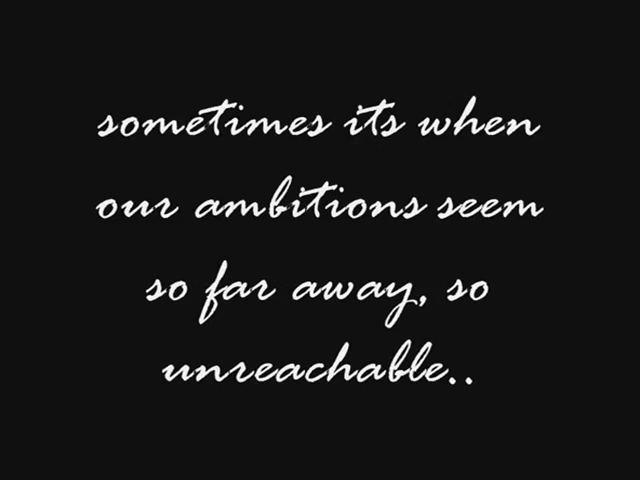 sometimes its when
our ambitions seem
so far away, so
unreachable..